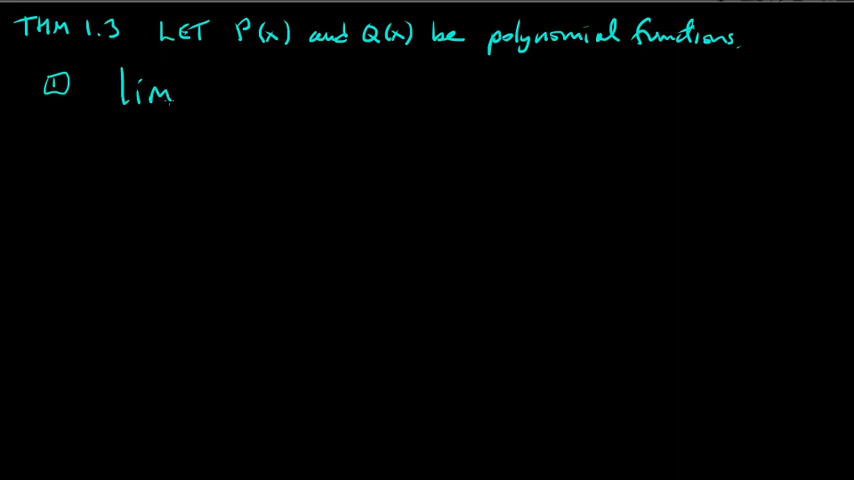 THM 1.3 LET P(x) and Q(x) be polynomial functions.
1 lim